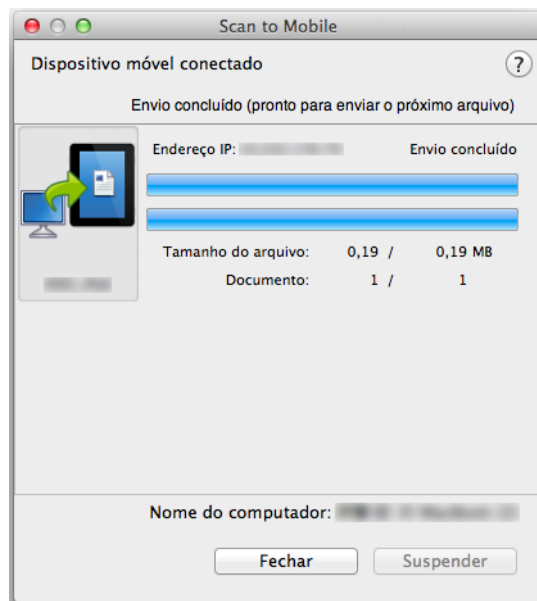 Scan to Mobile
Dispositivo móvel conectado ?
Envio concluído (pronto para enviar o próximo arquivo)
Endereço IP: Envio concluído
Tamanho do arquivo: 0,19 / 0,19 MB
Documento: 1 / 1
Nome do computador:
Fechar Suspender